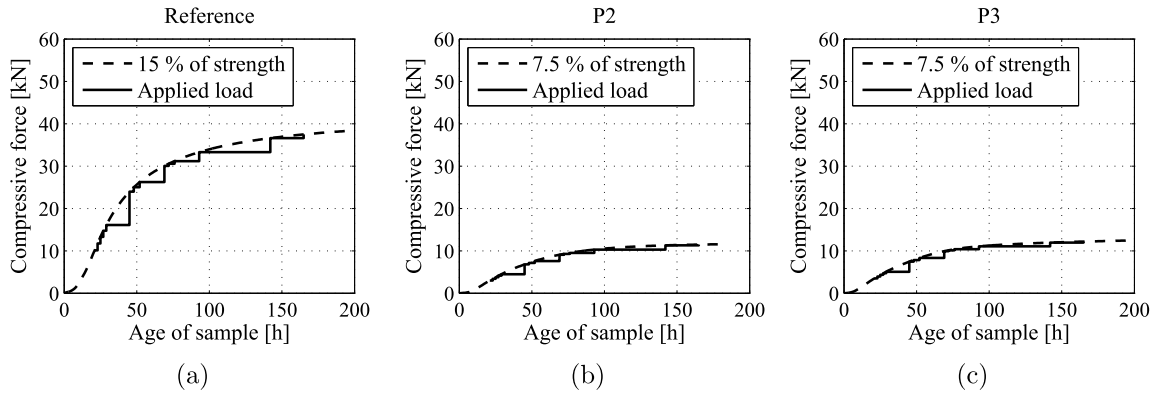 Reference
60
50
40
30
20
10
0
0 50 100 150 200
Compressive force [kN]
Age of sample [h]
15 % of strength
Applied load
(a)
P2
60
50
40
30
20
10
0
0 50 100 150 200
Compressive force [kN]
Age of sample [h]
7.5 % of strength
Applied load
(b)
P3
60
50
40
30
20
10
0
0 50 100 150 200
Compressive force [kN]
Age of sample [h]
7.5 % of strength
Applied load
(c)